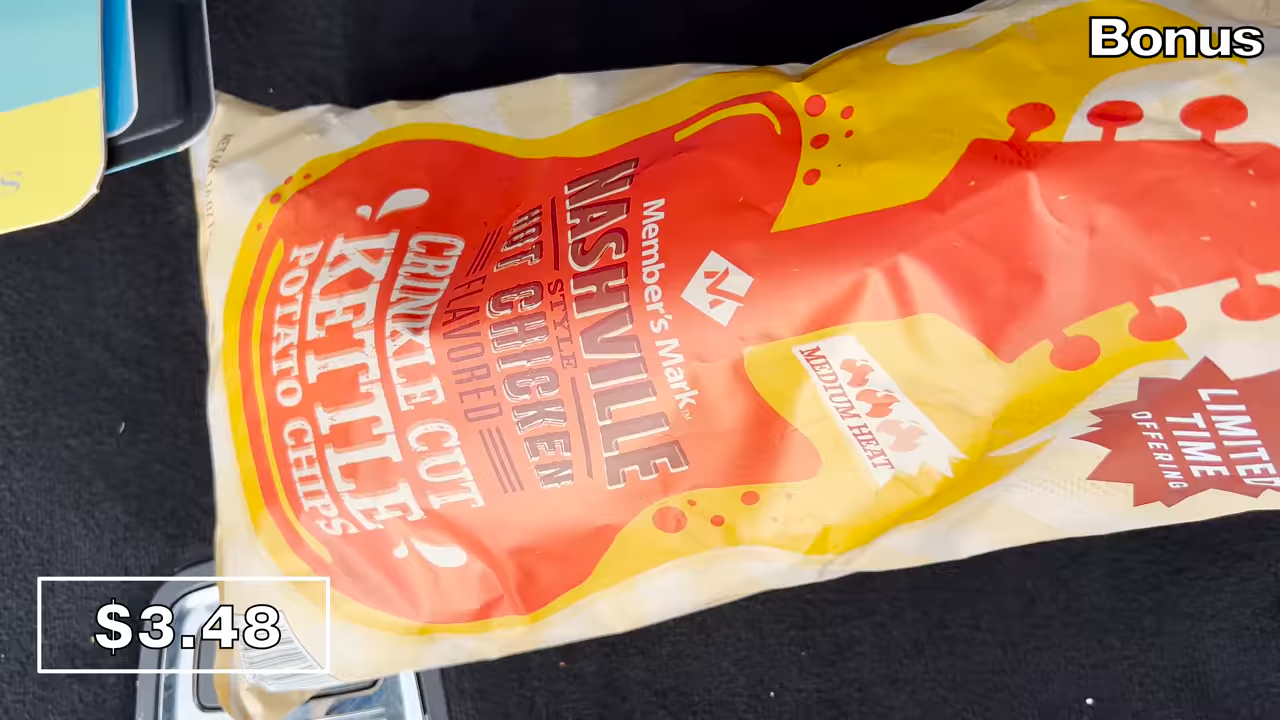 Bonus
Member's Mark™
NASHVILLE
STYLE
HOT CHICKEN
FLAVORED
CRINKLE CUT
KETTLE
POTATO CHIPS
MEDIUM HEAT
LIMITED
TIME
OFFERING
$3.48